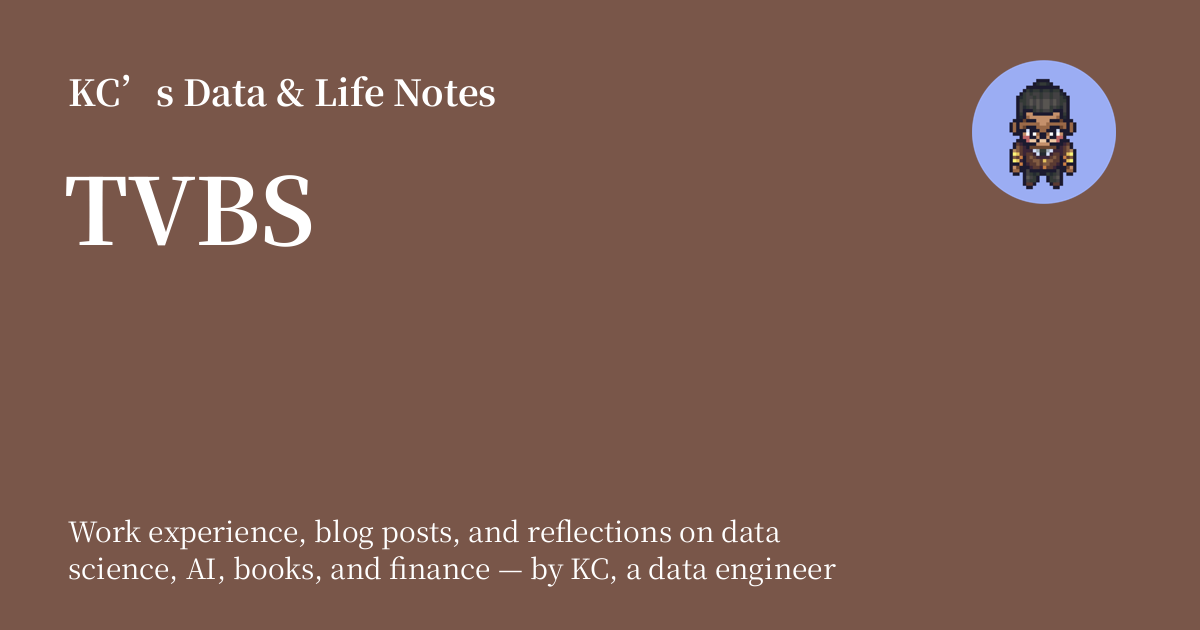 KC’s Data & Life Notes
TVBS
Work experience, blog posts, and reflections on data
science, AI, books, and finance — by KC, a data engineer